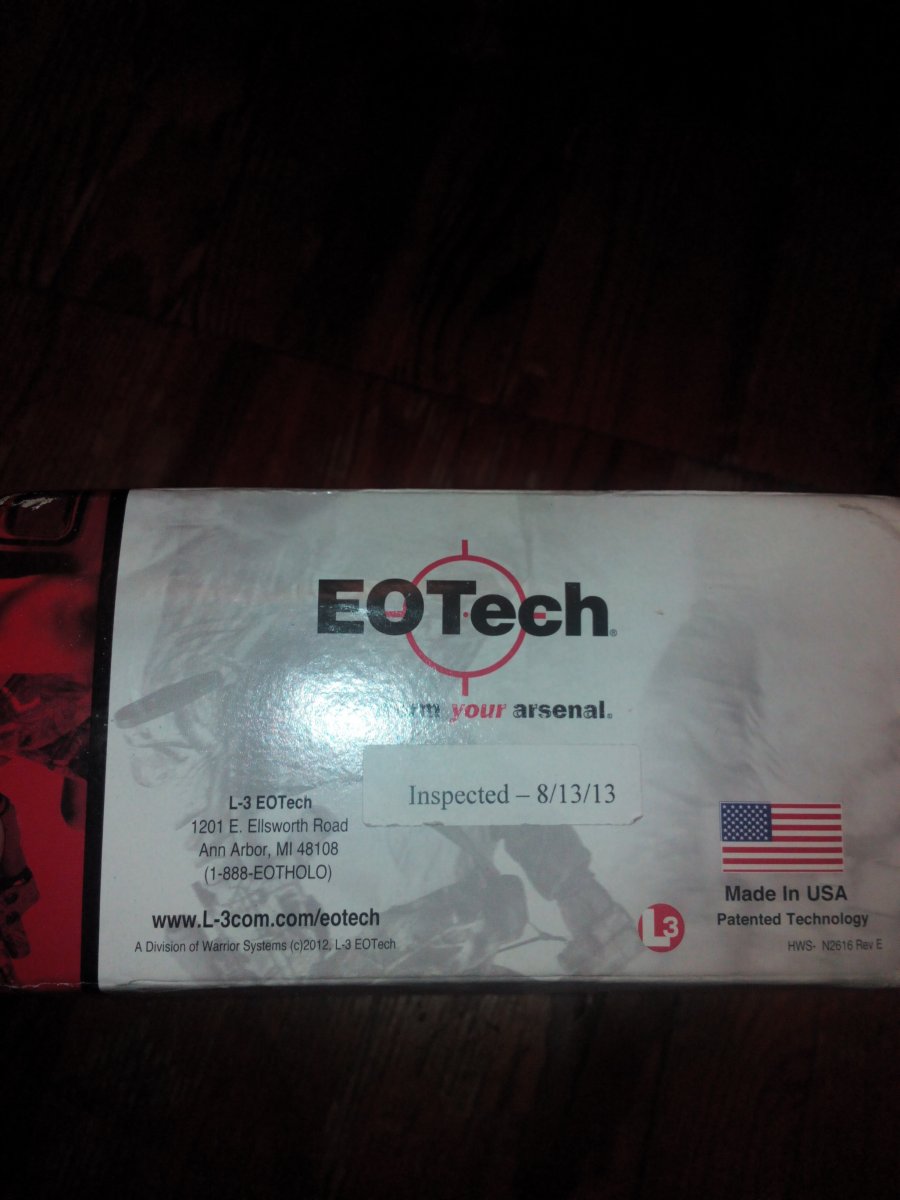 EOTech®
your arsenal.
Inspected – 8/13/13
L-3 EOTech
1201 E. Ellsworth Road
Ann Arbor, MI 48108
(1-888-EOTHOLO)
www.L-3com.com/eotech
A Division of Warrior Systems (c)2012, L-3 EOTech
L3
Made In USA
Patented Technology
HWS- N2616 Rev E